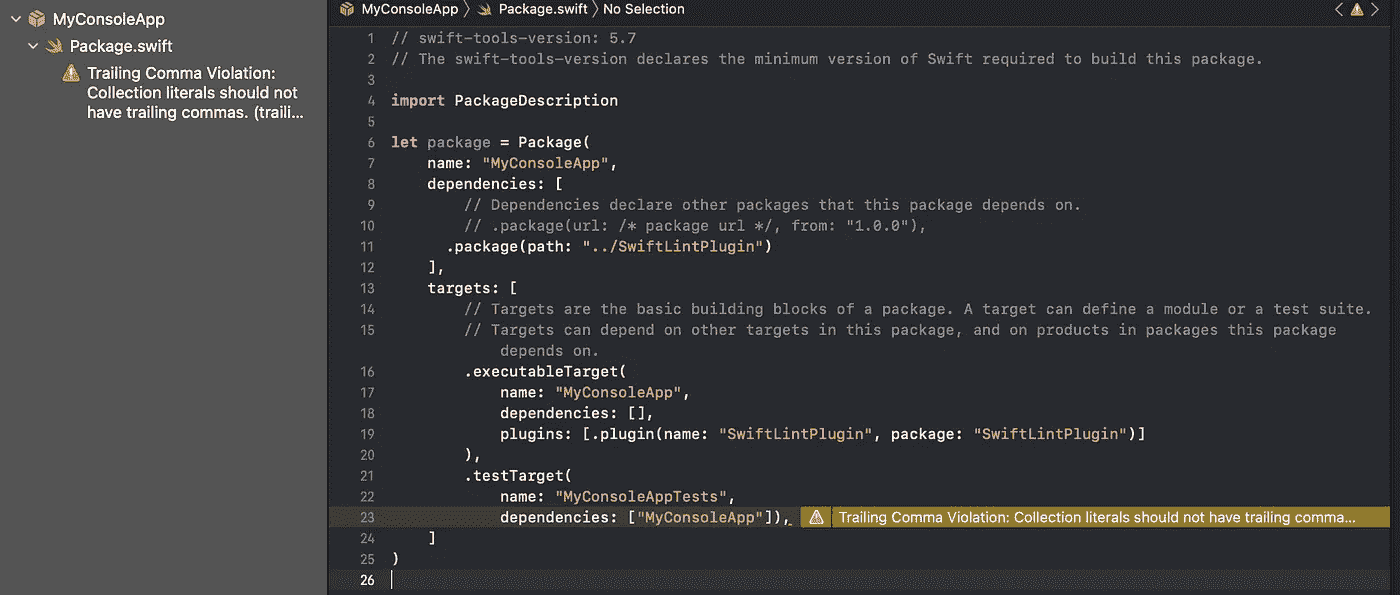 MyConsoleApp
Package.swift
Trailing Comma Violation:
Collection literals should not
have trailing commas. (traili...
MyConsoleApp
Package.swift
No Selection
1 // swift-tools-version: 5.7
2 // The swift-tools-version declares the minimum version of Swift required to build this package.
3
4 import PackageDescription
5
6 let package = Package(
7 name: "MyConsoleApp",
8 dependencies: [
9 // Dependencies declare other packages that this package depends on.
10 // .package(url: /* package url */, from: "1.0.0"),
11 .package(path: "../SwiftLintPlugin")
12 ],
13 targets: [
14 // Targets are the basic building blocks of a package. A target can define a module or a test suite.
15 // Targets can depend on other targets in this package, and on products in packages this package
depends on.
16 .executableTarget(
17 name: "MyConsoleApp",
18 dependencies: [],
19 plugins: [.plugin(name: "SwiftLintPlugin", package: "SwiftLintPlugin")]
20 ),
21 .testTarget(
22 name: "MyConsoleAppTests",
23 dependencies: ["MyConsoleApp"]), Trailing Comma Violation: Collection literals should not have trailing comma...
24 ]
25 )
26